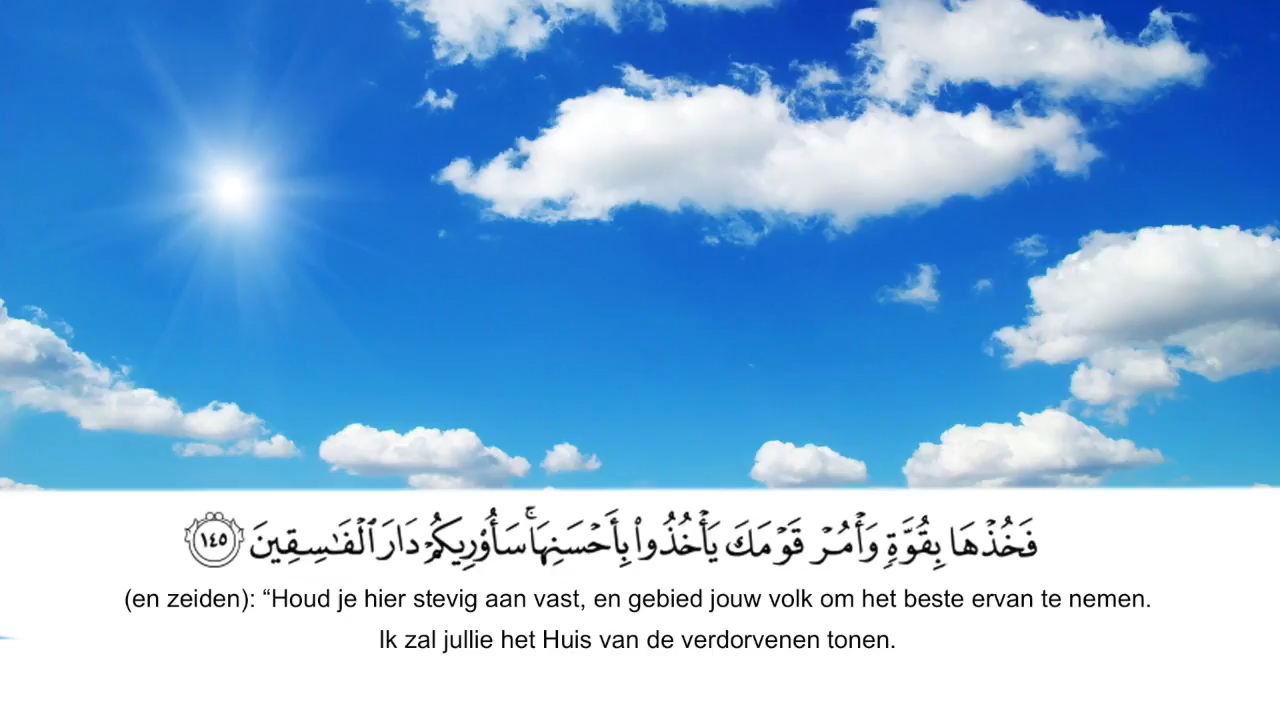 فَخُذْهَا بِقُوَّةٍ وَأْمُرْ قَوْمَكَ يَأْخُذُوا۟ بِأَحْسَنِهَا ۚ سَأُو۟رِيكُمْ دَارَ ٱلْفَـٰسِقِينَ ١٤٥
(en zeiden): “Houd je hier stevig aan vast, en gebied jouw volk om het beste ervan te nemen.
Ik zal jullie het Huis van de verdorvenen tonen.